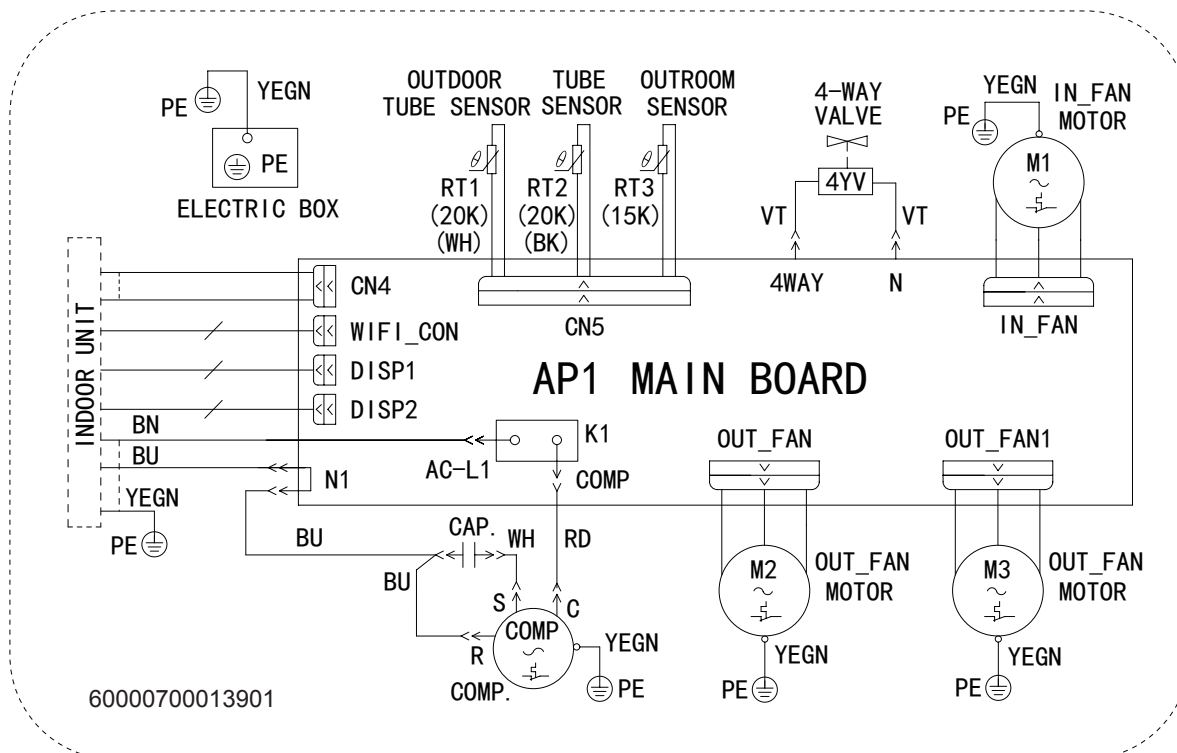 PE
YEGN
PE
ELECTRIC BOX
OUTDOOR
TUBE SENSOR
TUBE
SENSOR
OUTROOM
SENSOR
θ
RT1
(20K)
(WH)
θ
RT2
(20K)
(BK)
θ
RT3
(15K)
4-WAY
VALVE
4YV
VT
VT
4WAY
N
YEGN
PE
IN_FAN
MOTOR
M1
IN_FAN
INDOOR UNIT
CN4
WIFI_CON
DISP1
DISP2
CN5
AP1 MAIN BOARD
BN
BU
YEGN
PE
N1
AC-L1
K1
COMP
OUT_FAN
OUT_FAN1
BU
CAP.
WH
RD
BU
S
C
R
COMP
COMP.
YEGN
PE
M2
OUT_FAN
MOTOR
YEGN
PE
M3
OUT_FAN
MOTOR
YEGN
PE
60000700013901